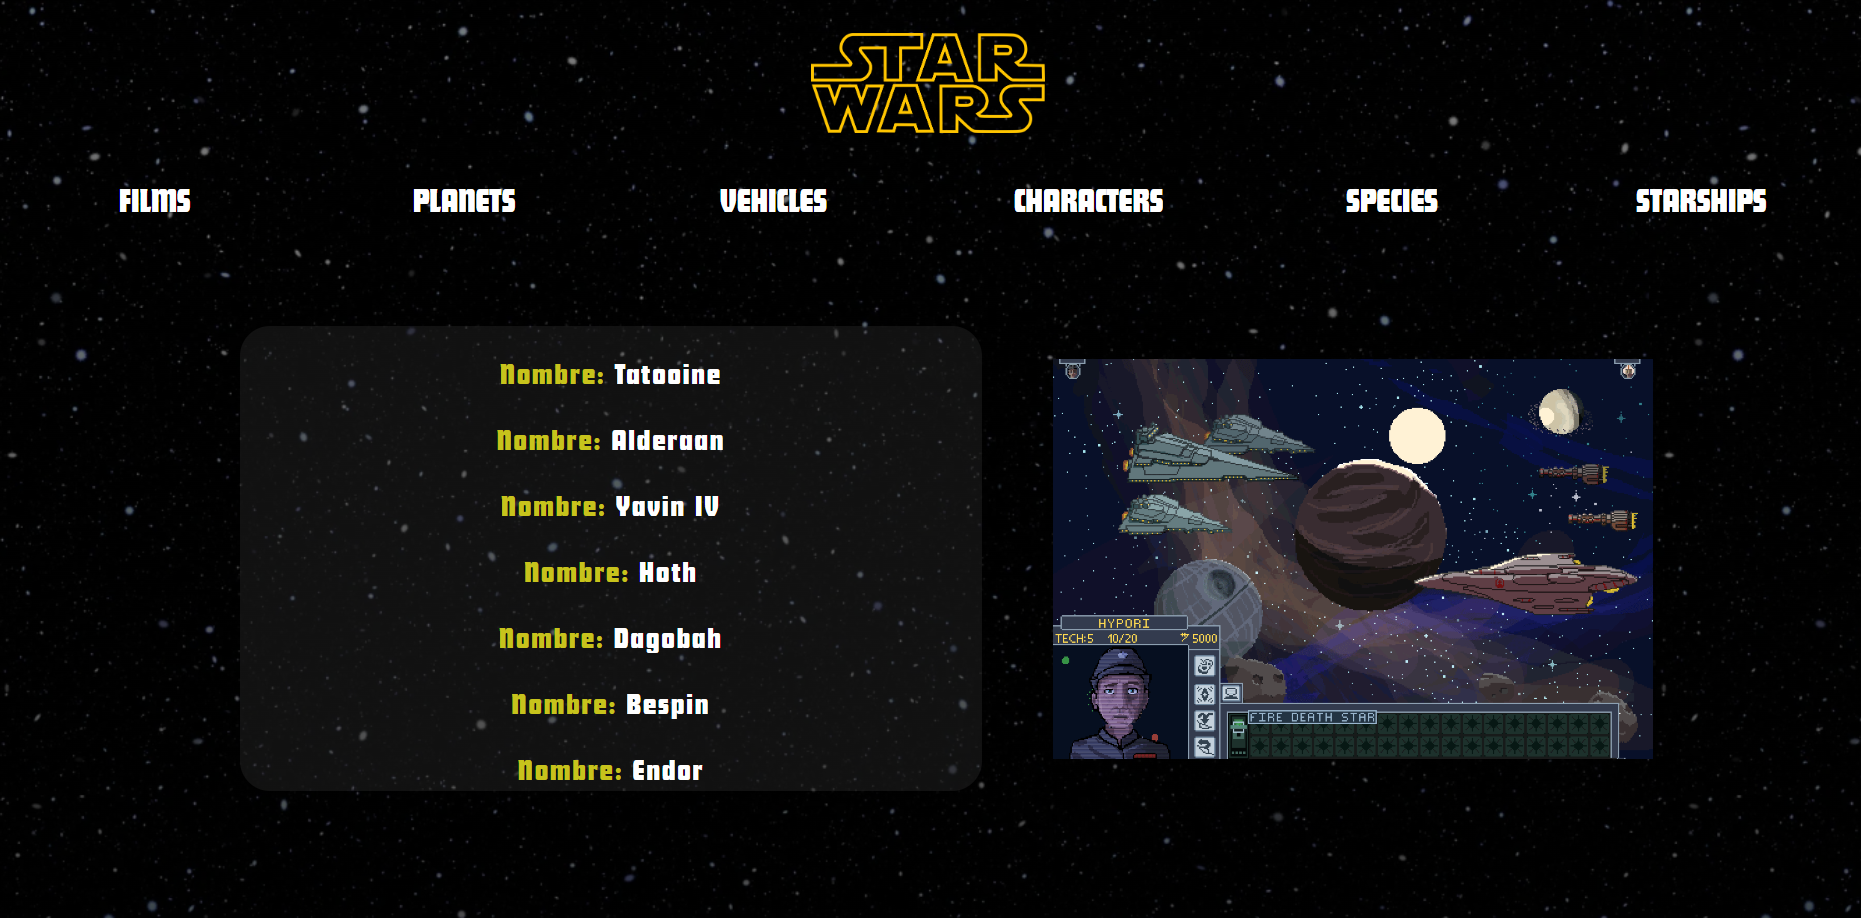 STAR
WARS
FILMS
PLANETS
VEHICLES
CHARACTERS
SPECIES
STARSHIPS
Nombre: Tatooine
Nombre: Alderaan
Nombre: Yavin IV
Nombre: Hoth
Nombre: Dagobah
Nombre: Bespin
Nombre: Endor
HYPORI
TECH:5 10/20 5000
FIRE DEATH STAR